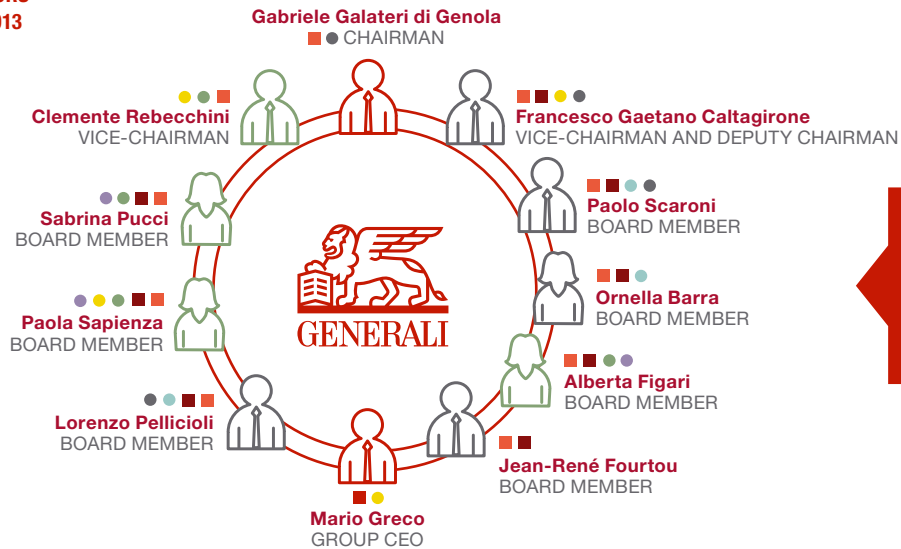 Gabriele Galateri di Genola
CHAIRMAN
Clemente Rebecchini
VICE-CHAIRMAN
Francesco Gaetano Caltagirone
VICE-CHAIRMAN AND DEPUTY CHAIRMAN
Sabrina Pucci
BOARD MEMBER
Paolo Scaroni
BOARD MEMBER
Paola Sapienza
BOARD MEMBER
Ornella Barra
BOARD MEMBER
GENERALI
Lorenzo Pellicioli
BOARD MEMBER
Alberta Figari
BOARD MEMBER
Jean-René Fourtou
BOARD MEMBER
Mario Greco
GROUP CEO